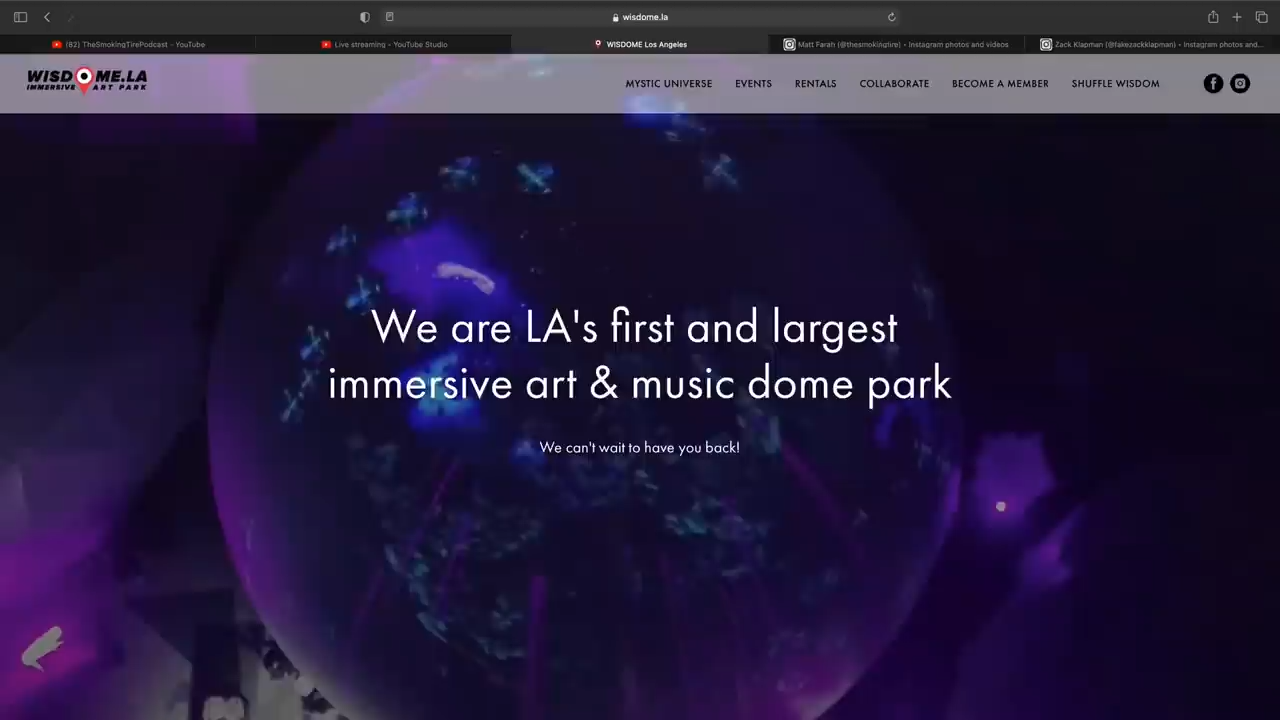 wisdome.la
(82) TheSmokingTirePodcast - YouTube
Live streaming - YouTube Studio
WISDOME Los Angeles
Matt Farah (@thesmokingtire) • Instagram photos and videos
Zack Klapman (@fakezackklapman) • Instagram photos and...
WISDOME.LA
IMMERSIVE ART PARK
MYSTIC UNIVERSE
EVENTS
RENTALS
COLLABORATE
BECOME A MEMBER
SHUFFLE WISDOM
We are LA's first and largest
immersive art & music dome park
We can't wait to have you back!